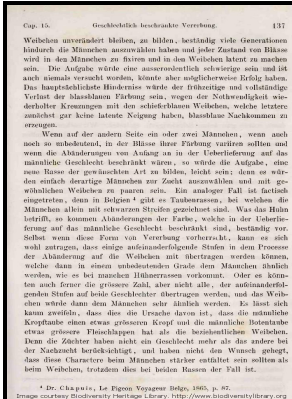 Cap. 15. Geschlechtlich beschränkte Vererbung. 137
Weibchen unverändert bleiben, zu bilden, beständig viele Generationen
hindurch die Männchen auszuwählen haben und jeder Zustand von Blässe
wird in den Männchen zu fixiren und in den Weibchen latent zu machen
sein. Die Aufgabe würde eine ausserordentlich schwierige sein und ist
auch niemals versucht worden, könnte aber möglicherweise Erfolg haben.
Das hauptsächlichste Hinderniss würde der frühzeitige und vollständige
Verlust der blassblauen Färbung sein, wegen der Nothwendigkeit wie-
derholter Kreuzungen mit den schieferblauen Weibchen, welche letztere
zunächst gar keine latente Neigung haben, blassblaue Nachkommen zu
erzeugen.
Wenn auf der andern Seite ein oder zwei Männchen, wenn auch
noch so unbedeutend, in der Blässe ihrer Färbung variiren sollten und
wenn die Abänderungen von Anfang an in der Ueberlieferung auf das
männliche Geschlecht beschränkt wären, so würde die Aufgabe, eine
neue Rasse der gewünschten Art zu bilden, leicht sein; denn es wür-
den einfach derartige Männchen zur Zucht auszuwählen und mit ge-
wöhnlichen Weibchen zu paaren sein. Ein analoger Fall ist factisch
eingetreten, denn in Belgien ⁴ gibt es Taubenrassen, bei welchen die
Männchen allein mit schwarzen Streifen gezeichnet sind. Was das Huhn
betrifft, so kommen Abänderungen der Farbe, welche in der Ueberlie-
ferung auf das männliche Geschlecht beschränkt sind, beständig vor.
Selbst wenn diese Form von Vererbung vorherrscht, kann es sich
wohl zutragen, dass einige aufeinanderfolgende Stufen in dem Processe
der Abänderung auf die Weibchen mit übertragen werden können,
welche dann in einem unbedeutenden Grade dem Männchen ähnlich
werden, wie es bei manchen Hühnerrassen vorkommt. Oder es könn-
ten auch ferner die grössere Zahl, aber nicht alle, der aufeinanderfol-
genden Stufen auf beide Geschlechter übertragen werden, und das Weib-
chen würde dann dem Männchen sehr ähnlich werden. Es lässt sich
kaum zweifeln, dass dies die Ursache davon ist, dass die männliche
Kropftaube einen etwas grösseren Kropf und die männliche Botentaube
etwas grössere Fleischlappen hat als die beziehentlichen Weibchen.
Denn die Züchter haben nicht ein Geschlecht mehr als das andere bei
der Nachzucht berücksichtigt, und haben nicht den Wunsch gehegt,
dass diese Charactere beim Männchen stärker entfaltet sein sollten als
beim Weibchen, trotzdem dies bei beiden Rassen der Fall ist.
⁴ Dr. Chapuis, Le Pigeon Voyageur Belge, 1865, p. 87.
Image courtesy Biodiversity Heritage Library. http://www.biodiversitylibrary.org